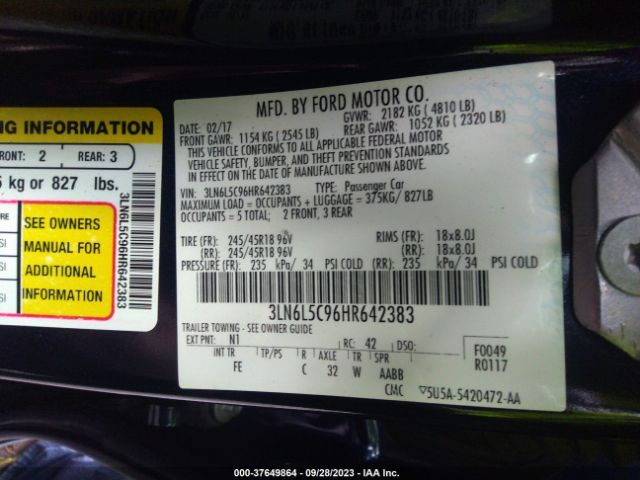 MFD. BY FORD MOTOR CO.
DATE: 02/17
GVWR: 2182 KG ( 4810 LB)
FRONT GAWR: 1154 KG ( 2545 LB)
REAR GAWR: 1052 KG ( 2320 LB)
THIS VEHICLE CONFORMS TO ALL APPLICABLE FEDERAL MOTOR
VEHICLE SAFETY, BUMPER, AND THEFT PREVENTION STANDARDS
IN EFFECT ON THE DATE OF MANUFACTURE SHOWN ABOVE.
VIN: 3LN6L5C96HR642383 TYPE: Passenger Car
MAXIMUM LOAD = OCCUPANTS + LUGGAGE = 375KG/ 827LB
OCCUPANTS = 5 TOTAL; 2 FRONT, 3 REAR
TIRE (FR): 245/45R18 96V RIMS (FR): 18x8.0J
(RR): 245/45R18 96V (RR): 18x8.0J
PRESSURE (FR): 235 kPa/ 34 PSI COLD (RR): 235 kPa/ 34 PSI COLD
3LN6L5C96HR642383
TRAILER TOWING - SEE OWNER GUIDE
EXT PNT: N1 RC: 42 DSO:
INT TR TP/PS R AXLE TR SPR
FE C 32 W AABB
F0049
R0117
CMC 5U5A-5420472-AA
NG INFORMATION
FRONT: 2 REAR: 3
5 kg or 827 lbs.
SEE OWNERS
MANUAL FOR
ADDITIONAL
INFORMATION
3LN6L5C96HR642383
000-37649864 - 09/28/2023 - IAA Inc.